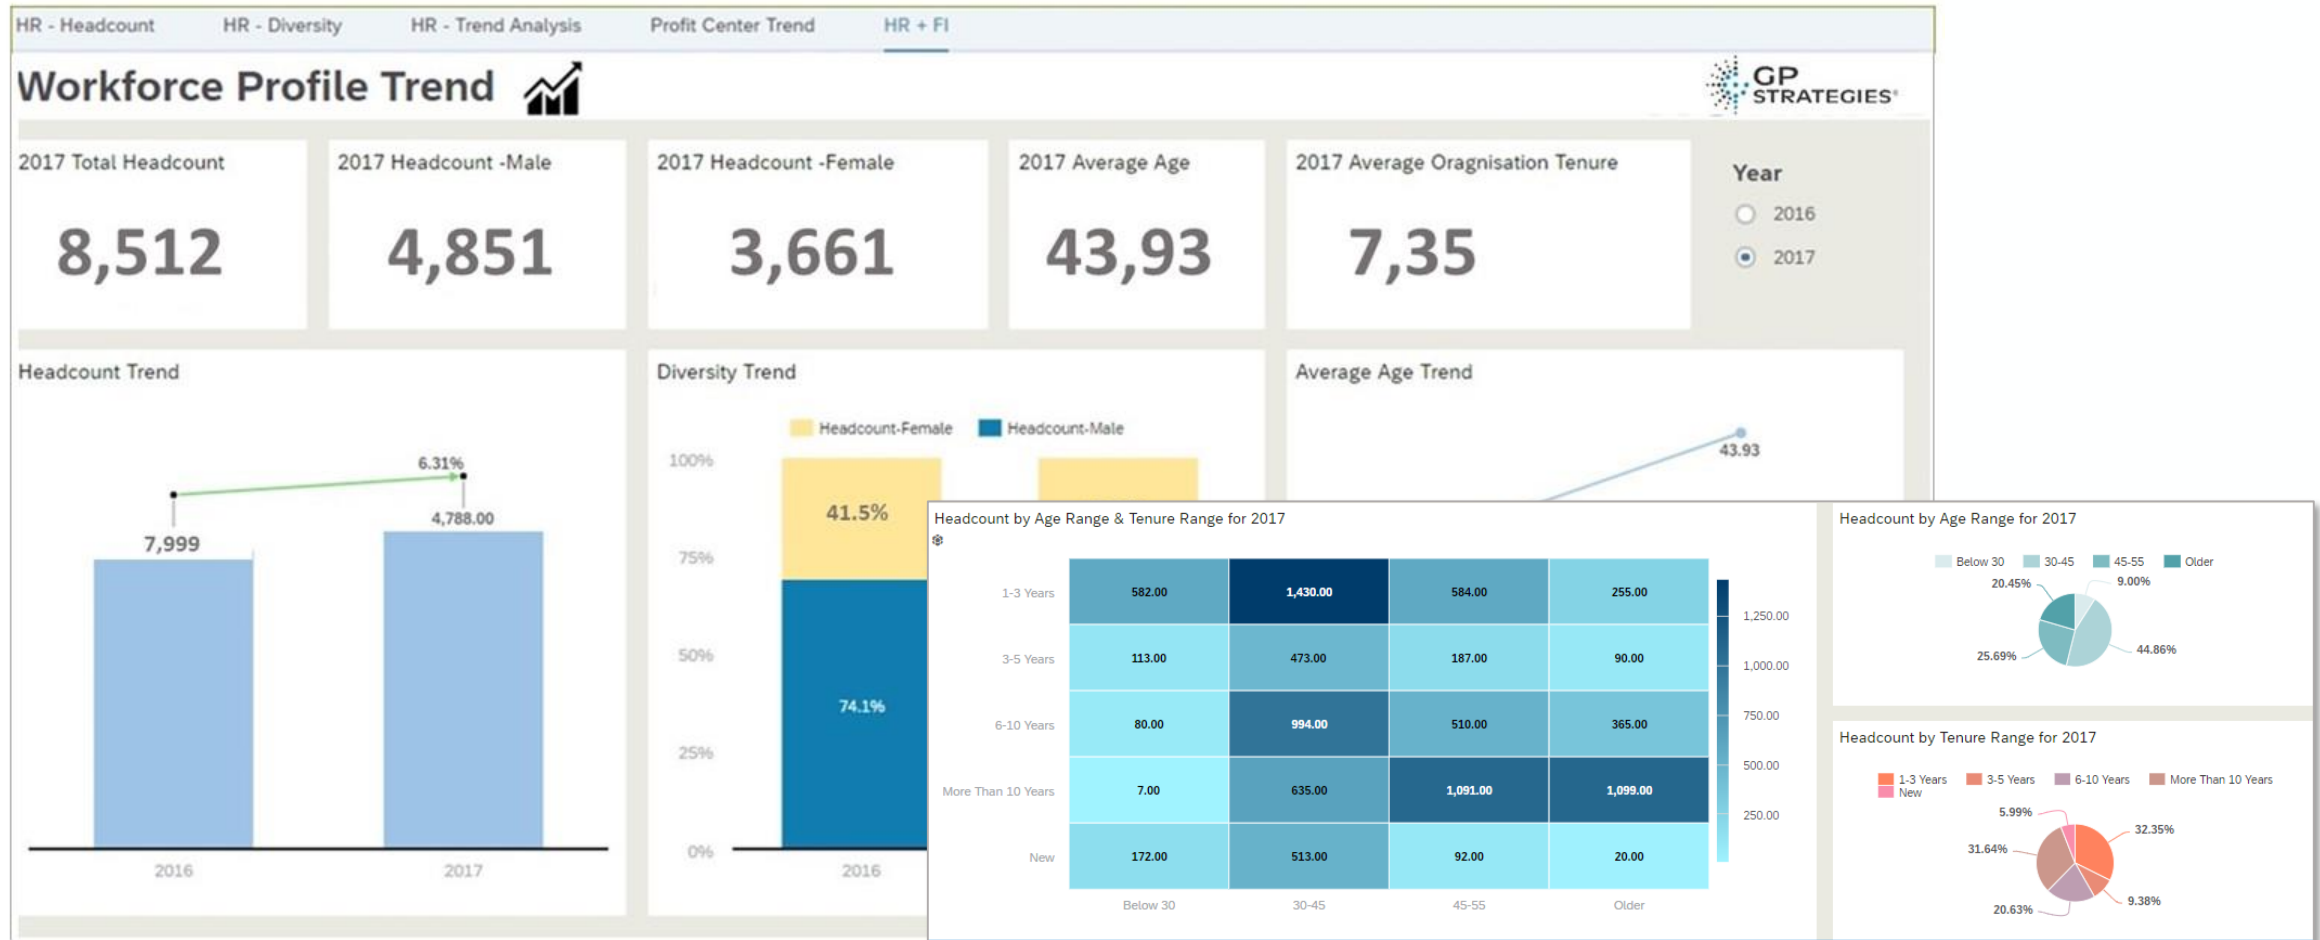 HR - Headcount HR - Diversity HR - Trend Analysis Profit Center Trend HR + FI
Workforce Profile Trend
GP
STRATEGIES
2017 Total Headcount
8,512
2017 Headcount -Male
4,851
2017 Headcount -Female
3,661
2017 Average Age
43,93
2017 Average Oragnisation Tenure
7,35
Year
2016
2017
Headcount Trend
6.31%
4,788.00
7,999
2016 2017
Diversity Trend
Headcount-Female Headcount-Male
100%
41.5%
75%
50%
74.1%
25%
0%
2016
Average Age Trend
43.93
Headcount by Age Range & Tenure Range for 2017
1-3 Years 582.00 1,430.00 584.00 255.00
3-5 Years 113.00 473.00 187.00 90.00
6-10 Years 80.00 994.00 510.00 365.00
More Than 10 Years 7.00 635.00 1,091.00 1,099.00
New 172.00 513.00 92.00 20.00
Below 30 30-45 45-55 Older
1,250.00
1,000.00
750.00
500.00
250.00
Headcount by Age Range for 2017
Below 30 30-45 45-55 Older
20.45% 9.00%
44.86%
25.69%
Headcount by Tenure Range for 2017
1-3 Years 3-5 Years 6-10 Years More Than 10 Years
New
5.99%
32.35%
31.64%
9.38%
20.63%